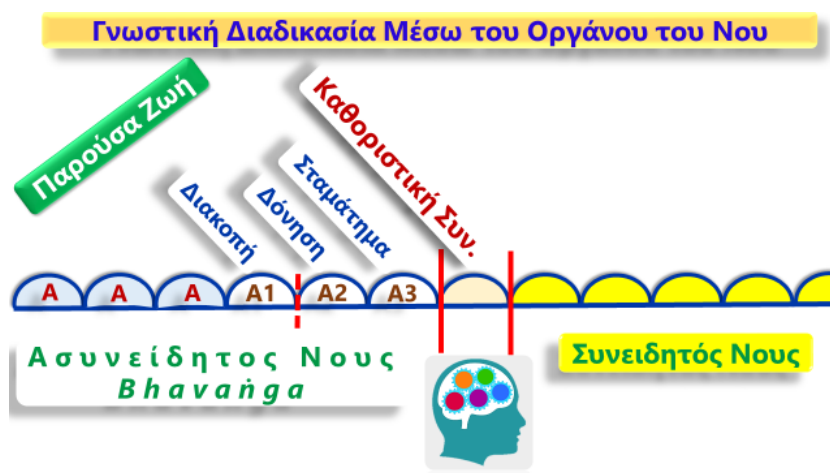 Γνωστική Διαδικασία Μέσω του Οργάνου του Νου
Παρούσα Ζωή
Διακοπή
Δόνηση
Σταμάτημα
Καθοριστική Συν.
A A A A1 A2 A3
Ασυνείδητος Νους
Bhavaṅga
Συνειδητός Νους